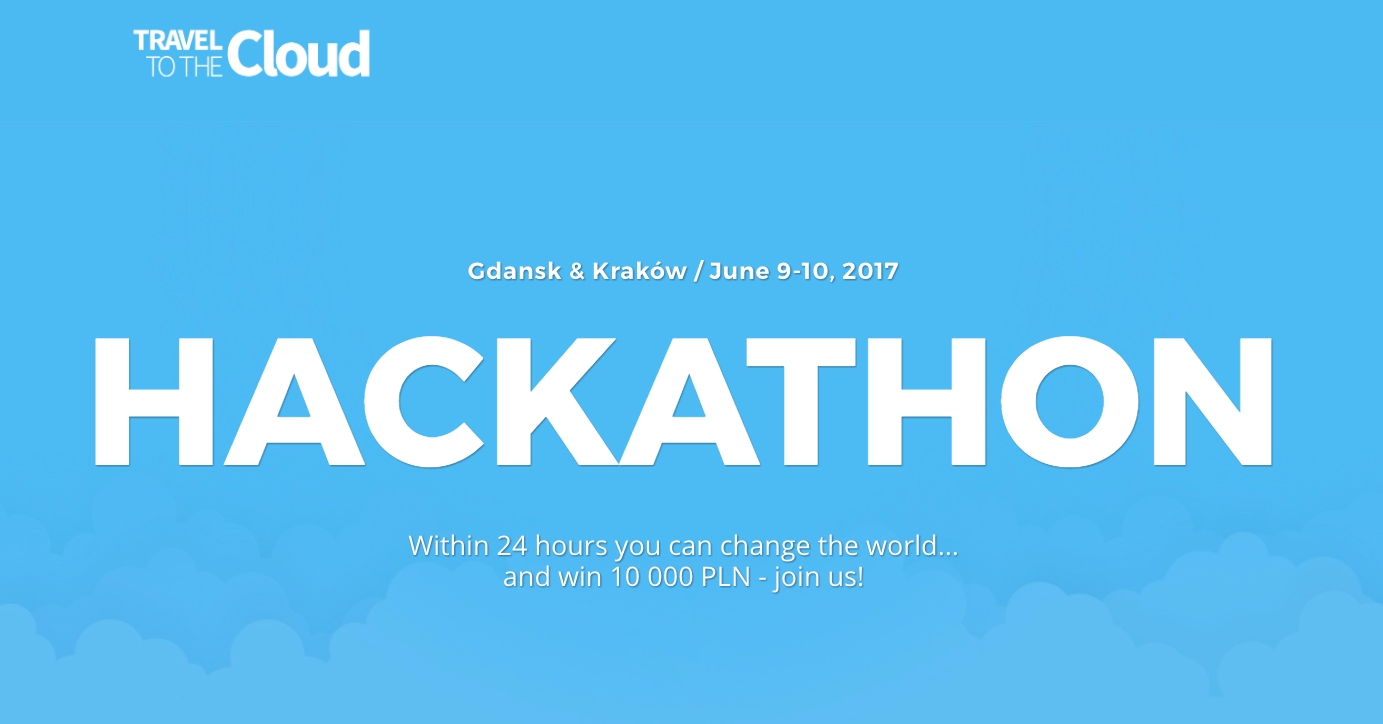 TRAVEL
TO THE Cloud
Gdansk & Kraków / June 9-10, 2017
HACKATHON
Within 24 hours you can change the world...
and win 10 000 PLN - join us!